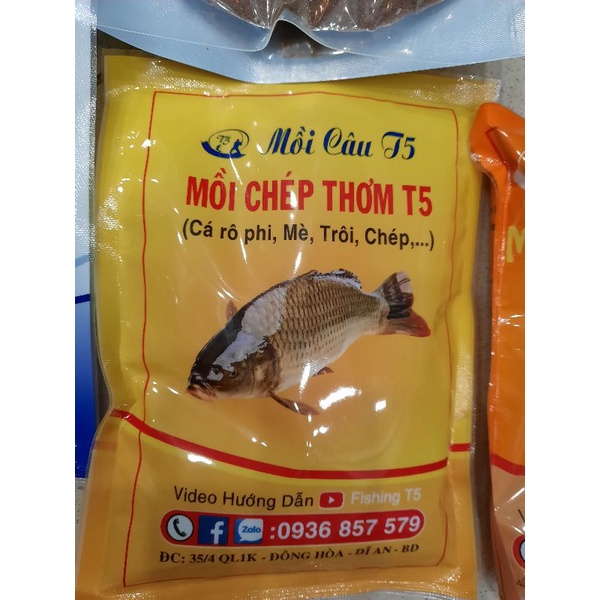 T5
Mồi Câu T5
MỒI CHÉP THƠM T5
(Cá rô phi, Mè, Trôi, Chép,...)
Video Hướng Dẫn Fishing T5
Zalo :0936 857 579
ĐC: 35/4 QL1K - ĐÔNG HÒA - DĨ AN - BD